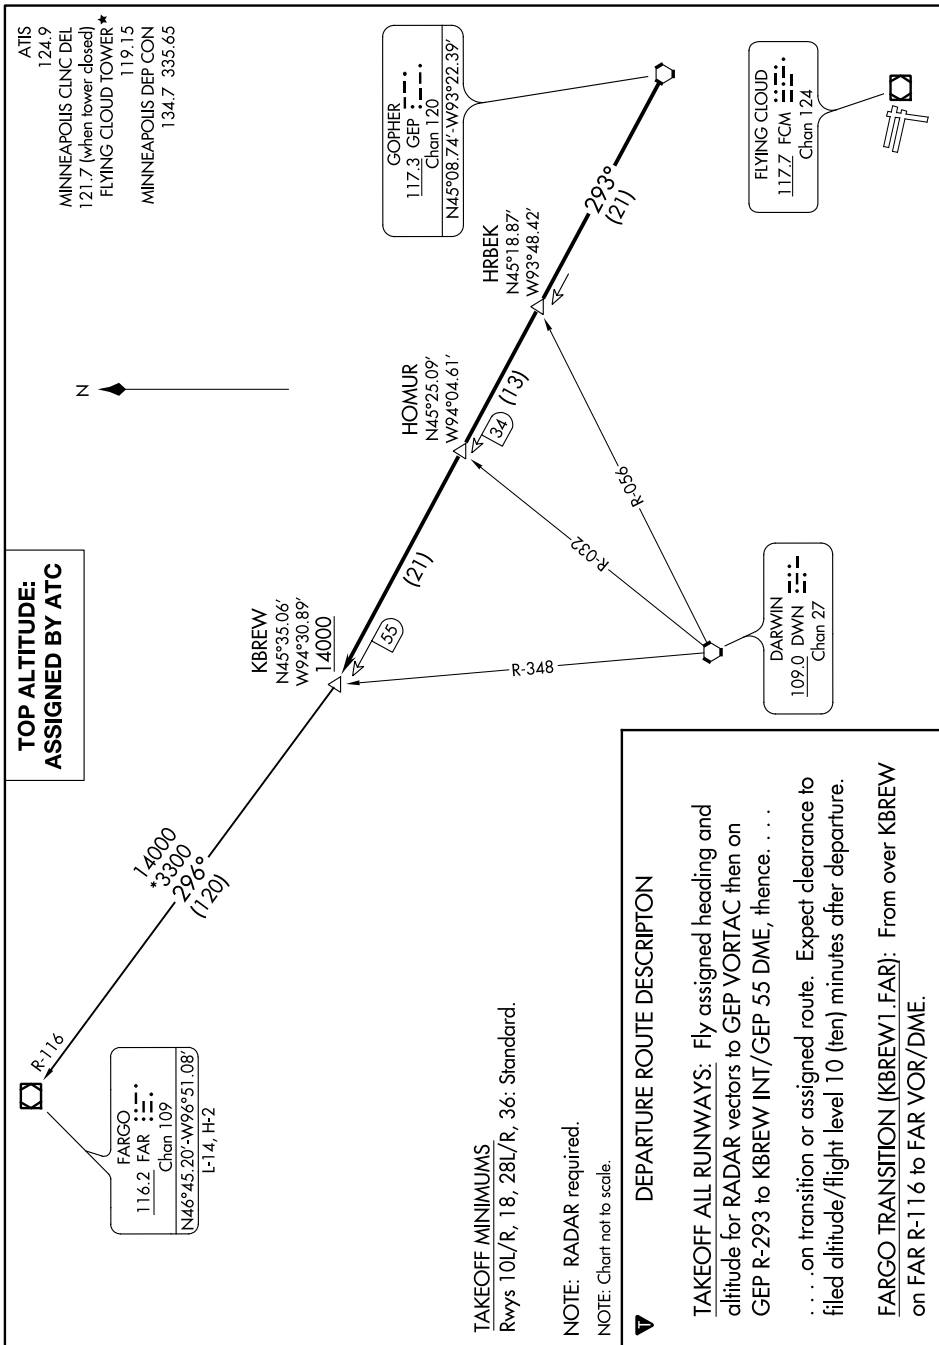 TOP ALTITUDE:
ASSIGNED BY ATC
ATIS
124.9
MINNEAPOLIS CLNC DEL
121.7 (when tower closed)
FLYING CLOUD TOWER★
119.15
MINNEAPOLIS DEP CON
134.7 335.65
N
R-116
FARGO
116.2 FAR
Chan 109
N46°45.20'-W96°51.08'
L-14, H-2
14000
*3300
296°
(120)
KBREW
N45°35.06'
W94°30.89'
14000
55
(21)
HOMUR
N45°25.09'
W94°04.61'
34
(13)
HRBEK
N45°18.87'
W93°48.42'
293°
(21)
GOPHER
117.3 GEP
Chan 120
N45°08.74'-W93°22.39'
R-348
R-032
R-056
DARWIN
109.0 DWN
Chan 27
FLYING CLOUD
117.7 FCM
Chan 124
TAKEOFF MINIMUMS
Rwys 10L/R, 18, 28L/R, 36: Standard.
NOTE: RADAR required.
NOTE: Chart not to scale.
T
DEPARTURE ROUTE DESCRIPTON
TAKEOFF ALL RUNWAYS: Fly assigned heading and
altitude for RADAR vectors to GEP VORTAC then on
GEP R-293 to KBREW INT/GEP 55 DME, thence. . . .
. . . .on transition or assigned route. Expect clearance to
filed altitude/flight level 10 (ten) minutes after departure.
FARGO TRANSITION (KBREW1.FAR): From over KBREW
on FAR R-116 to FAR VOR/DME.